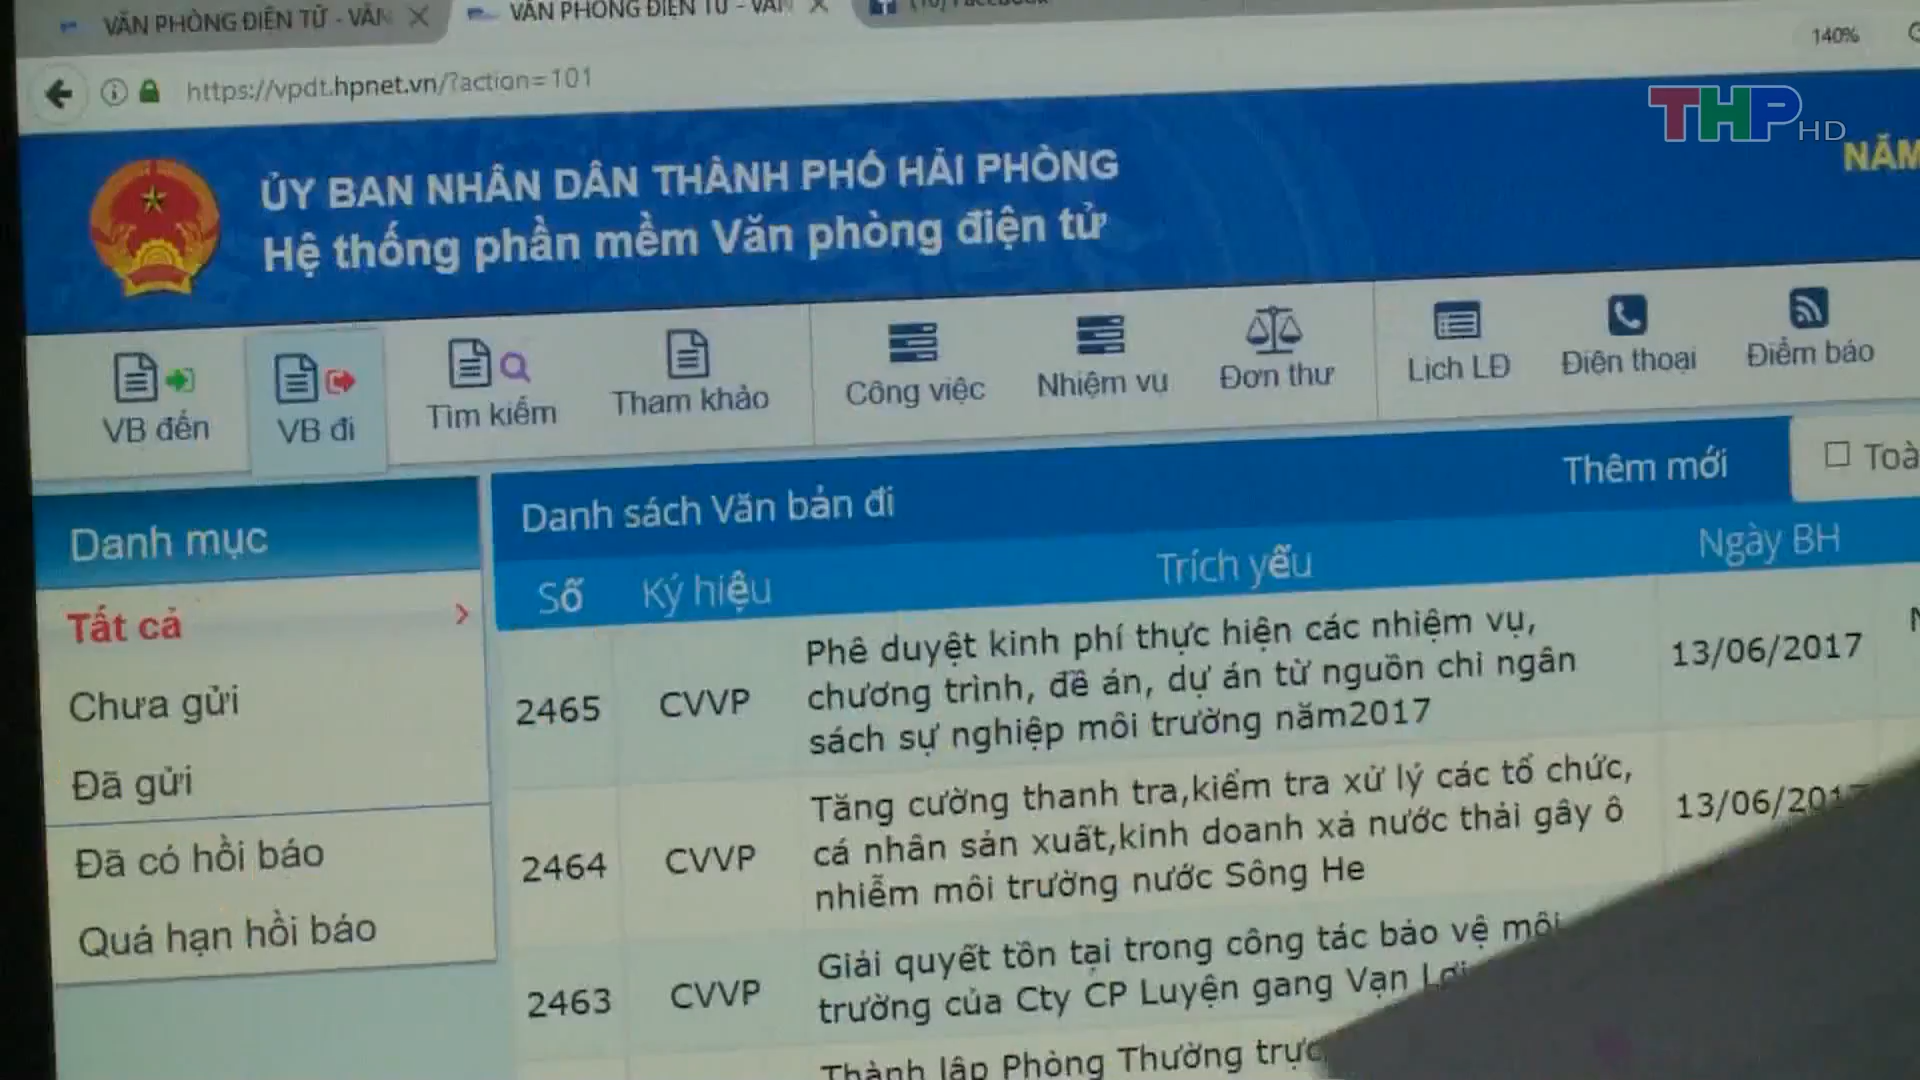 VĂN PHÒNG ĐIỆN TỬ - VĂN
VĂN PHÒNG ĐIỆN TỬ - VĂN
https://vpdt.hpnet.vn/?action=101
140%
THP HD
ỦY BAN NHÂN DÂN THÀNH PHỐ HẢI PHÒNG
NĂM
Hệ thống phần mềm Văn phòng điện tử
VB đến
VB đi
Tìm kiếm
Tham khảo
Công việc
Nhiệm vụ
Đơn thư
Lịch LĐ
Điện thoại
Điểm báo
Danh mục
Tất cả
Chưa gửi
Đã gửi
Đã có hồi báo
Quá hạn hồi báo
Danh sách Văn bản đi
Thêm mới
Số Ký hiệu Trích yếu Ngày BH
Phê duyệt kinh phí thực hiện các nhiệm vụ,
2465 CVVP chương trình, đề án, dự án từ nguồn chi ngân 13/06/2017
sách sự nghiệp môi trường năm2017
Tăng cường thanh tra,kiểm tra xử lý các tổ chức,
2464 CVVP cá nhân sản xuất,kinh doanh xả nước thải gây ô 13/06/2017
nhiễm môi trường nước Sông He
Giải quyết tồn tại trong công tác bảo vệ môi
2463 CVVP trường của Cty CP Luyện gang Vạn Lợi
Thành lập Phòng Thường trực